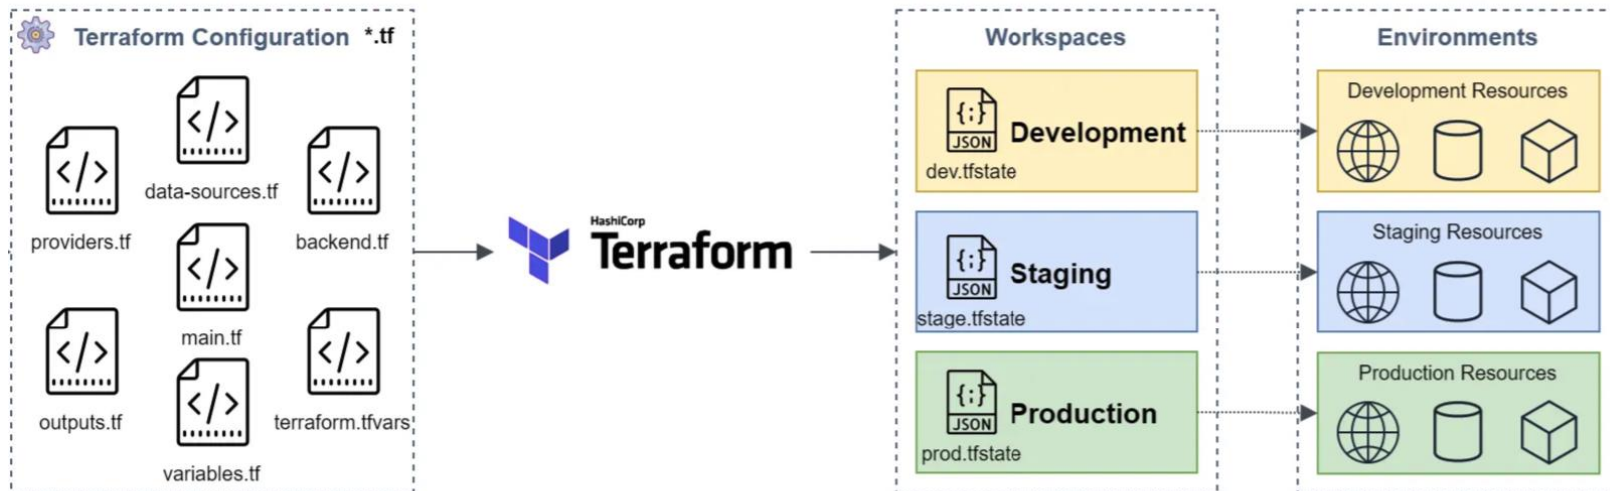 Terraform Configuration *.tf
data-sources.tf
providers.tf
backend.tf
main.tf
outputs.tf
terraform.tfvars
variables.tf
HashiCorp
Terraform
Workspaces
{;}
JSON
Development
dev.tfstate
{;}
JSON
Staging
stage.tfstate
{;}
JSON
Production
prod.tfstate
Environments
Development Resources
Staging Resources
Production Resources